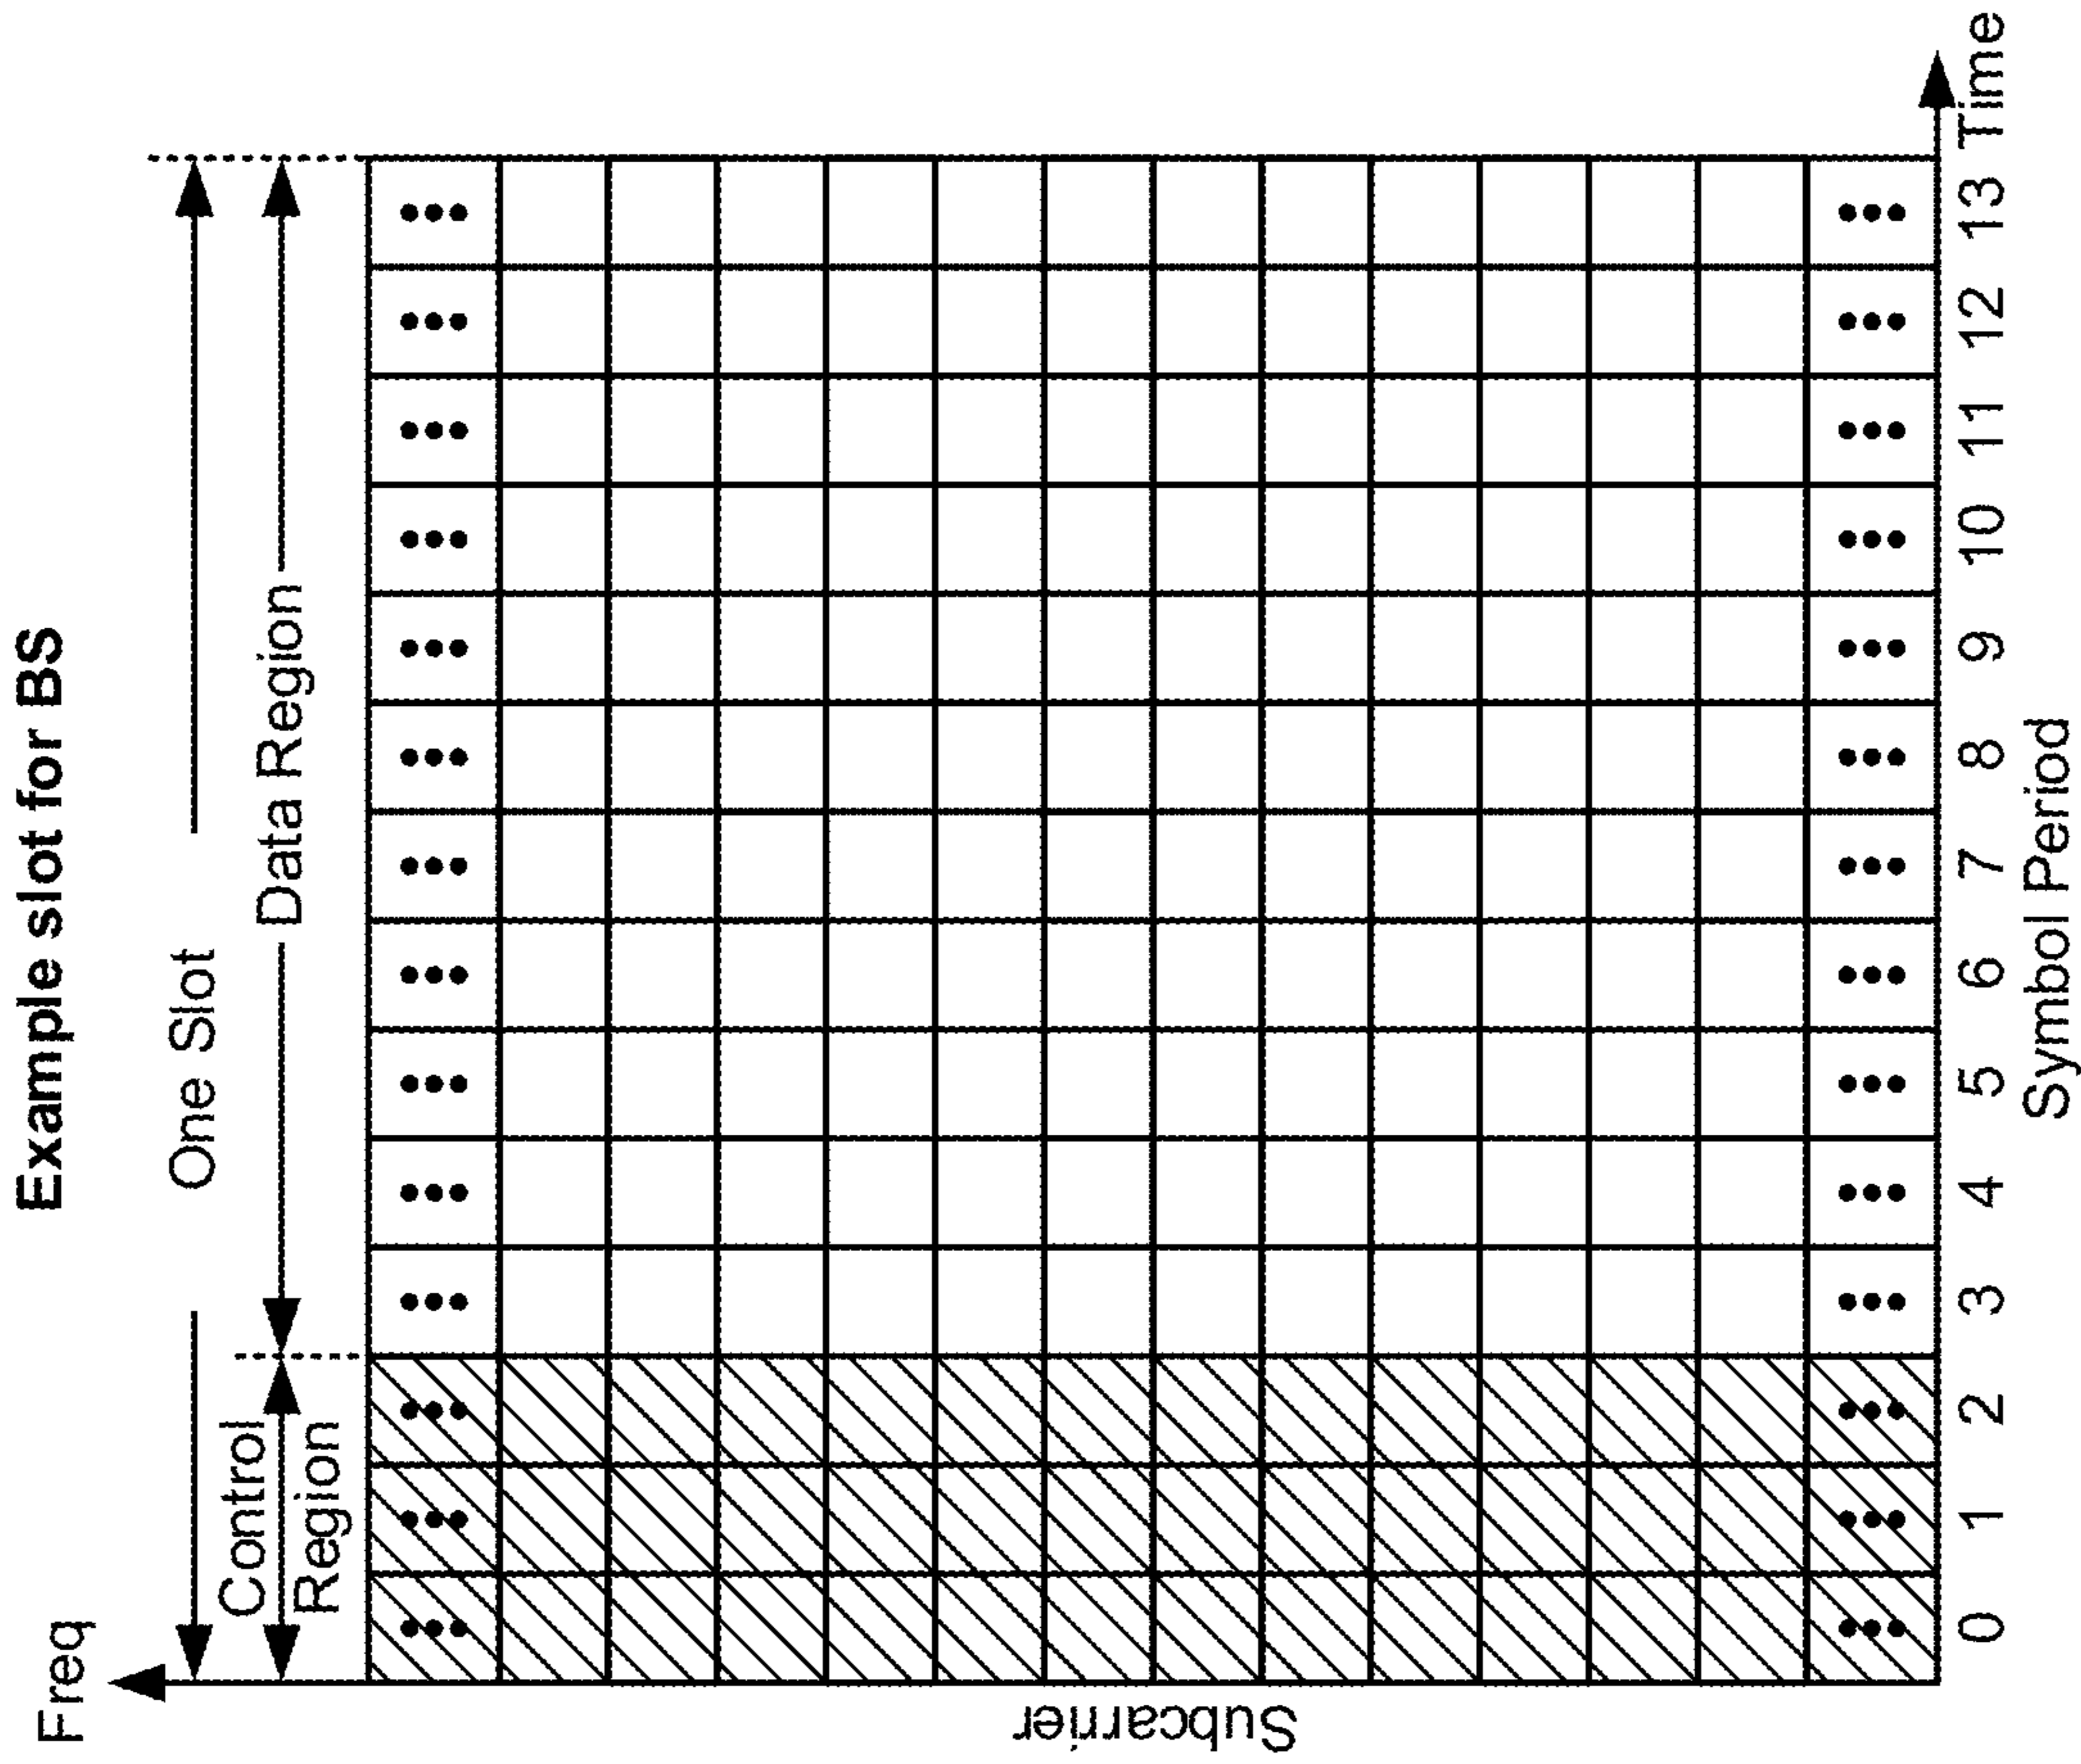 Example slot for BS
Freq
One Slot
Control
Region
Data Region
Subcarrier
0 1 2 3 4 5 6 7 8 9 10 11 12 13 Time
Symbol Period